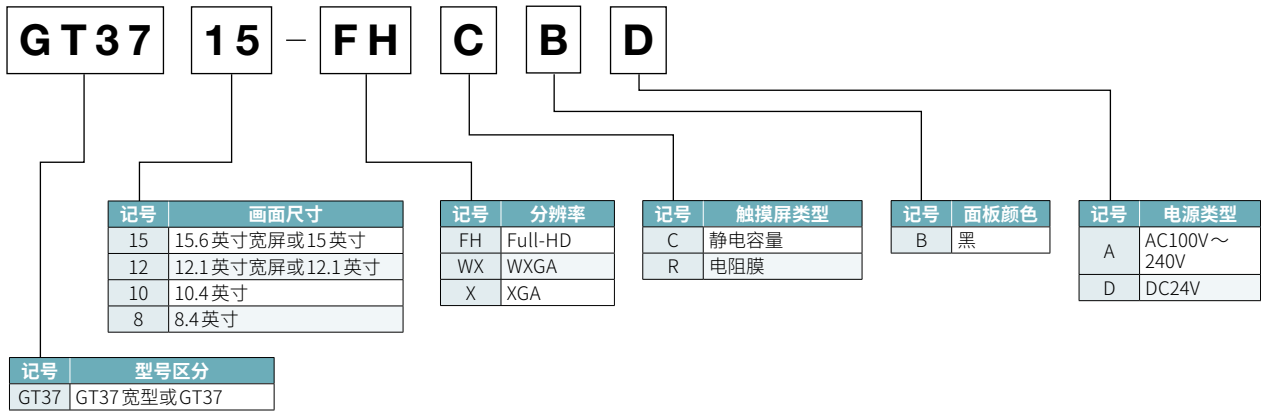 GT37 15 − FH C B D
记号 画面尺寸
15 15.6英寸宽屏或15英寸
12 12.1英寸宽屏或12.1英寸
10 10.4英寸
8 8.4英寸
记号 分辨率
FH Full-HD
WX WXGA
X XGA
记号 触摸屏类型
C 静电容量
R 电阻膜
记号 面板颜色
B 黑
记号 电源类型
A AC100V～
240V
D DC24V
记号 型号区分
GT37 GT37宽型或GT37